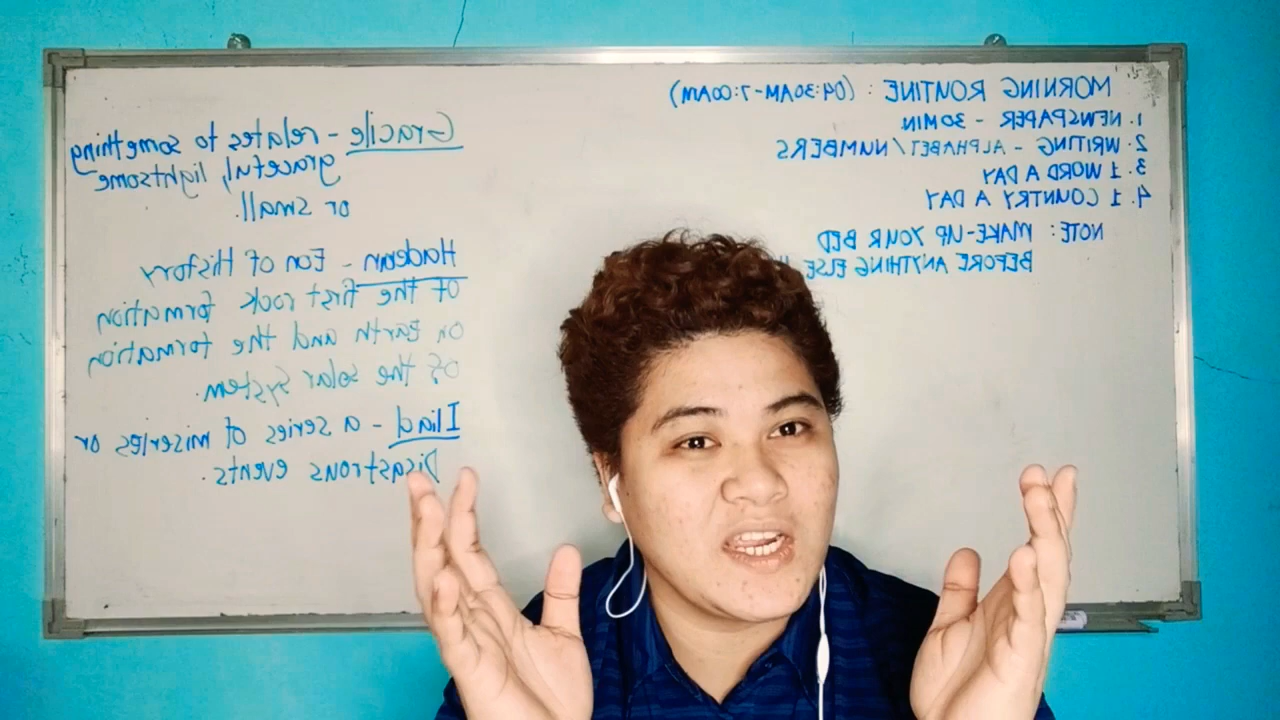 MORNING ROUTINE : (04:30AM-7:00AM)
1. NEWSPAPER - 30MIN
2. WRITING - ALPHABET/NUMBERS
3. 1 WORD A DAY
4. 1 COUNTRY A DAY
NOTE: MAKE-UP YOUR BED
BEFORE ANYTHING ELSE
Gracile - relates to something
graceful, lightsome
or small.
Hadean - Eon of History
of the first rock formation
on Earth and the formation
of the solar system.
Iliad - a series of miseries or
Disastrous events.